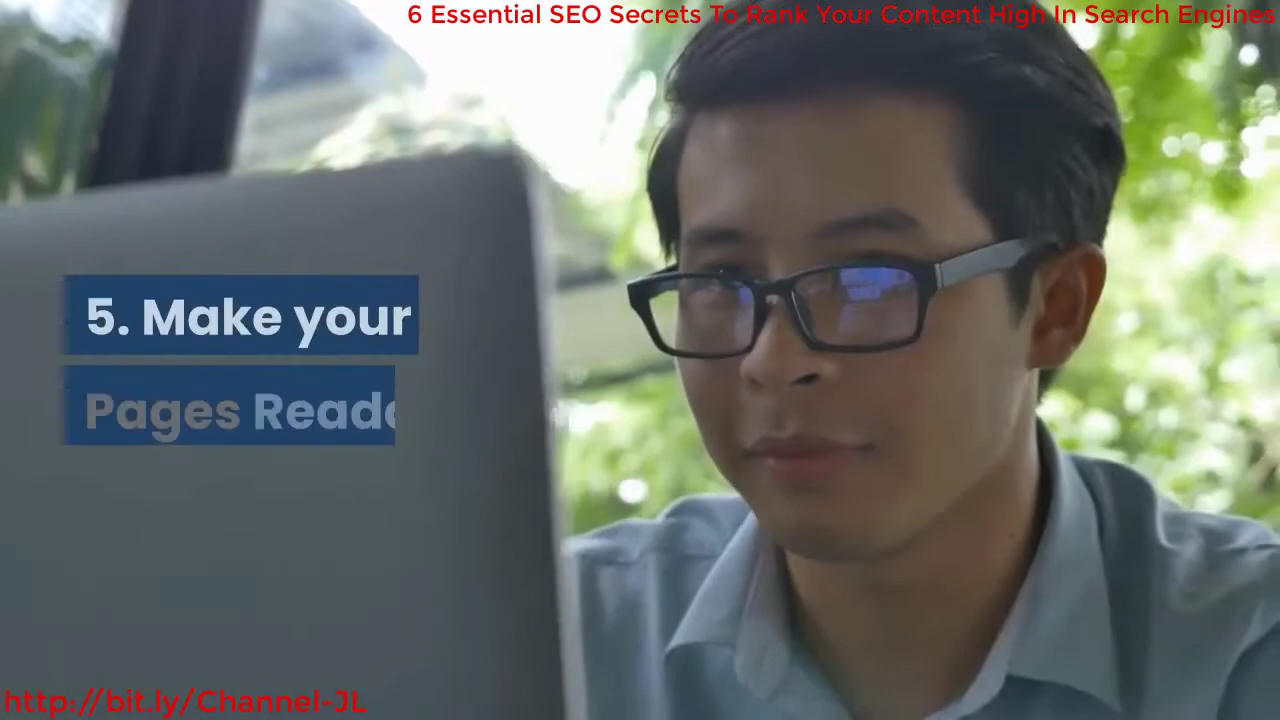 6 Essential SEO Secrets To Rank Your Content High In Search Engines
5. Make your
Pages
http://bit.ly/Channel-JL